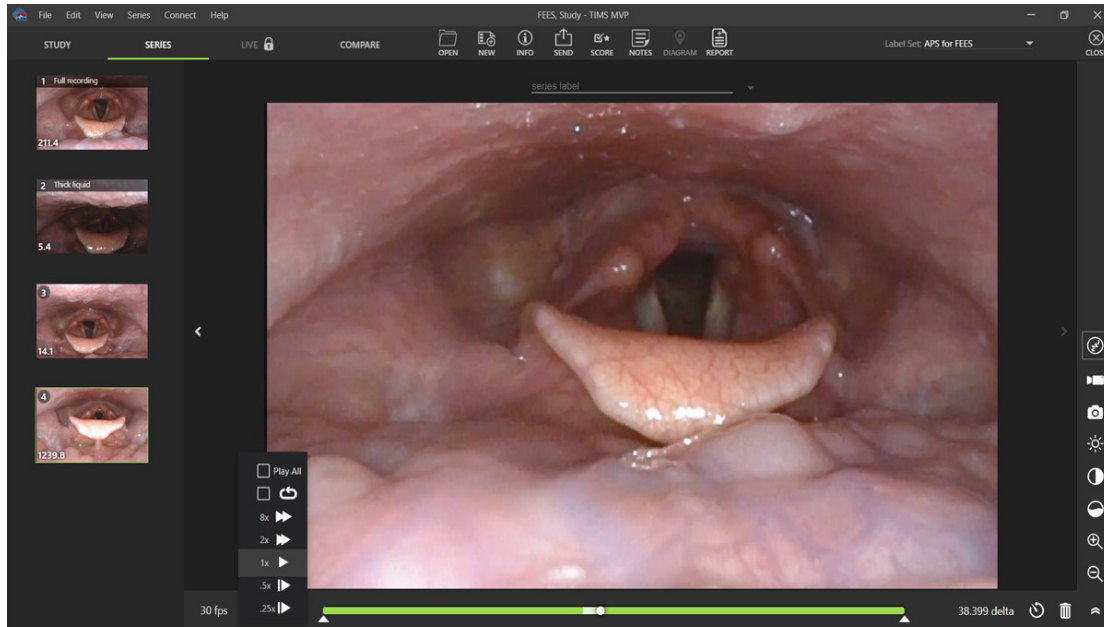 File Edit View Series Connect Help
FEES, Study - TIMS MVP
STUDY SERIES LIVE COMPARE
OPEN NEW INFO SEND SCORE NOTES DIAGRAM REPORT
Label Set: APS for FEES
CLOSE
series label
1 Full recording
211.4
2 Thick liquid
5.4
3
14.1
4
1239.8
Play All
8x
2x
1x
.5x
.25x
30 fps
38.399 delta